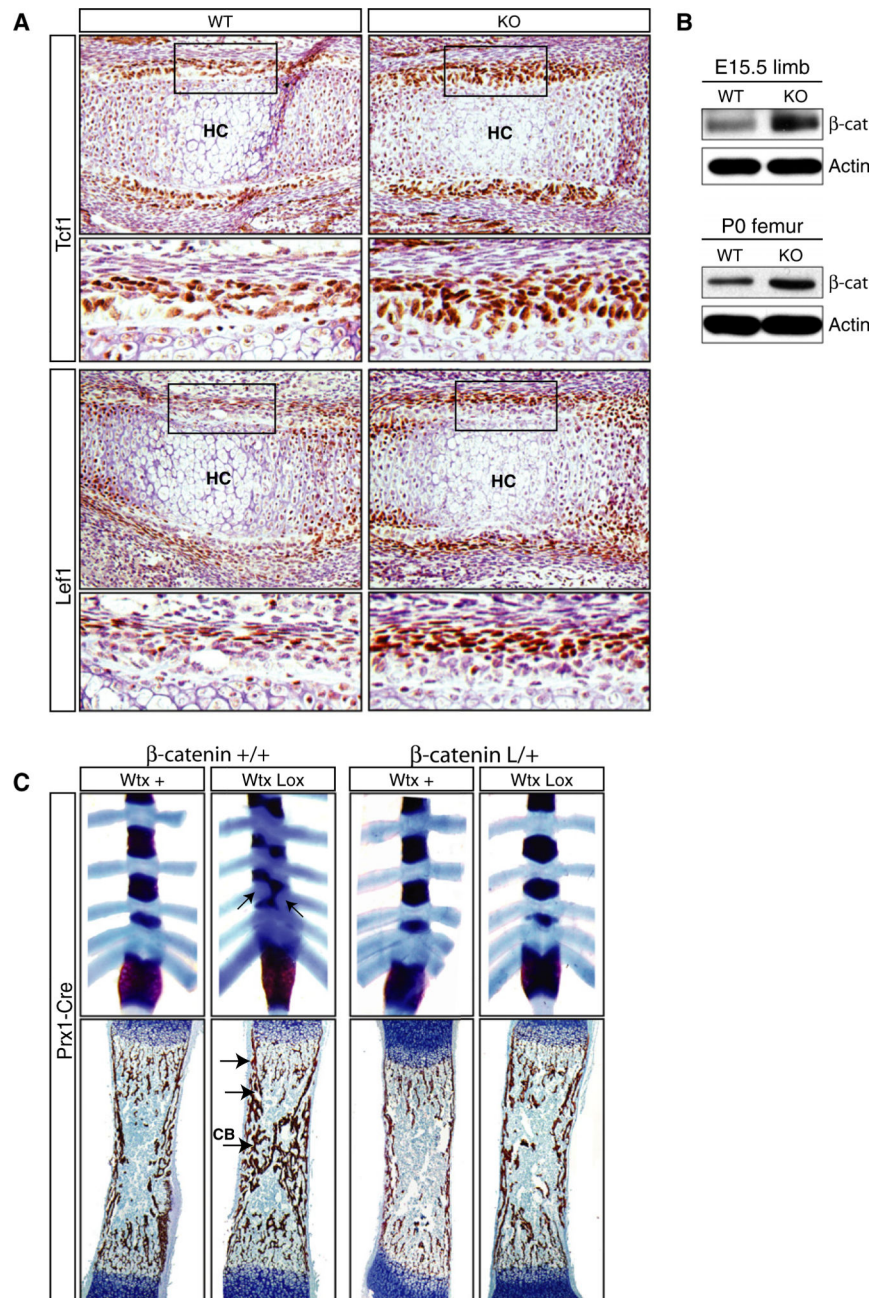 A
WT
KO
Tcf1
HC
HC
Lef1
HC
HC
B
E15.5 limb
WT
KO
β-cat
Actin
P0 femur
WT
KO
β-cat
Actin
C
β-catenin +/+
β-catenin L/+
Wtx +
Wtx Lox
Wtx +
Wtx Lox
Prx1-Cre
CB